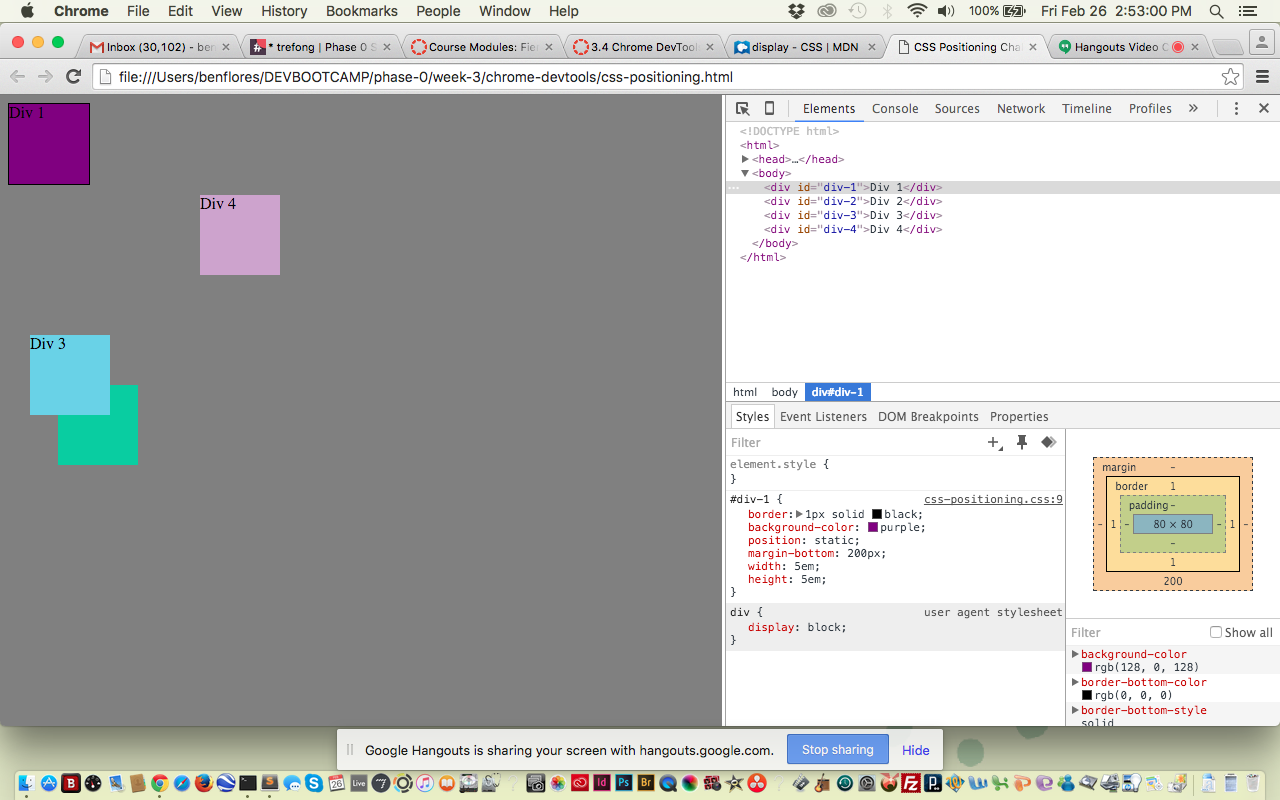 Chrome File Edit View History Bookmarks People Window Help 100% Fri Feb 26 2:53:00 PM
Inbox (30,102) - ben
* trefong | Phase 0 S
Course Modules: Fie
3.4 Chrome DevTool
display - CSS | MDN
CSS Positioning Cha
Hangouts Video C
file:///Users/benflores/DEVBOOTCAMP/phase-0/week-3/chrome-devtools/css-positioning.html
Div 1
Div 4
Div 3
Elements Console Sources Network Timeline Profiles »
<!DOCTYPE html>
<html>
<head>…</head>
<body>
<div id="div-1">Div 1</div>
<div id="div-2">Div 2</div>
<div id="div-3">Div 3</div>
<div id="div-4">Div 4</div>
</body>
</html>
html body div#div-1
Styles Event Listeners DOM Breakpoints Properties
Filter
element.style {
}
#div-1 { css-positioning.css:9
border: 1px solid black;
background-color: purple;
position: static;
margin-bottom: 200px;
width: 5em;
height: 5em;
}
div { user agent stylesheet
display: block;
}
margin -
border 1
padding -
- 1 - 80 × 80 - 1 -
-
1
200
Filter Show all
background-color
rgb(128, 0, 128)
border-bottom-color
rgb(0, 0, 0)
border-bottom-style
solid
Google Hangouts is sharing your screen with hangouts.google.com. Stop sharing Hide